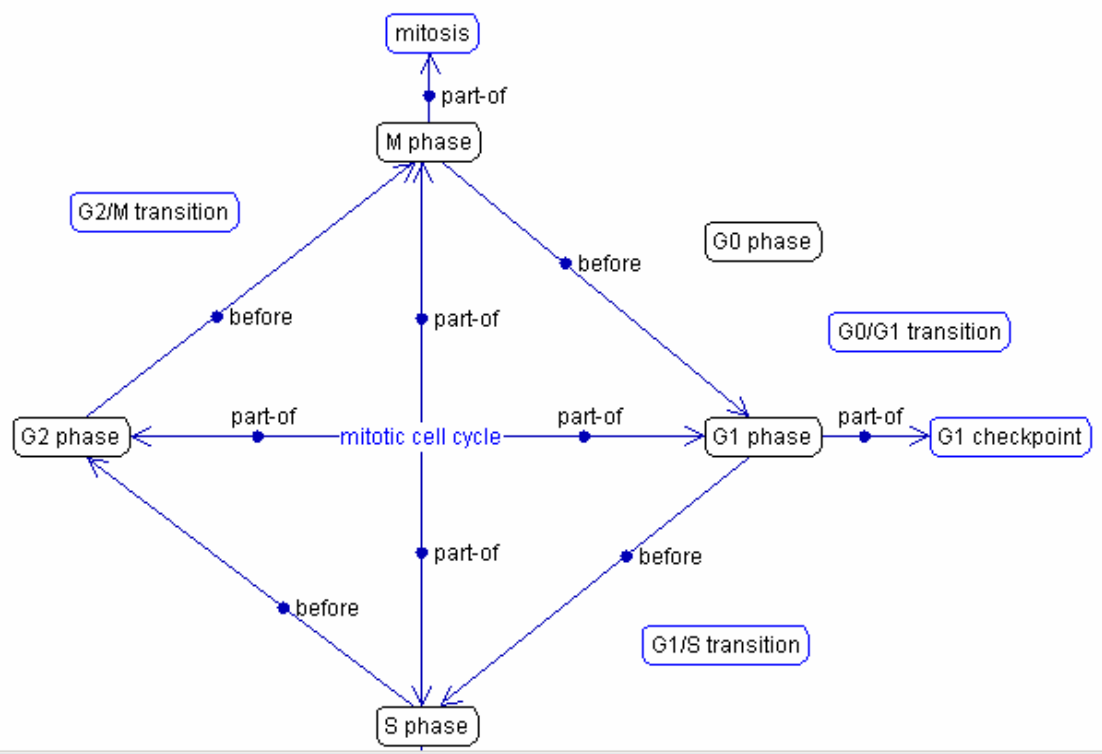 mitosis
part-of
M phase
G2/M transition
G0 phase
before
before
part-of
G0/G1 transition
part-of
part-of
part-of
G2 phase
mitotic cell cycle
G1 phase
G1 checkpoint
part-of
before
before
G1/S transition
S phase